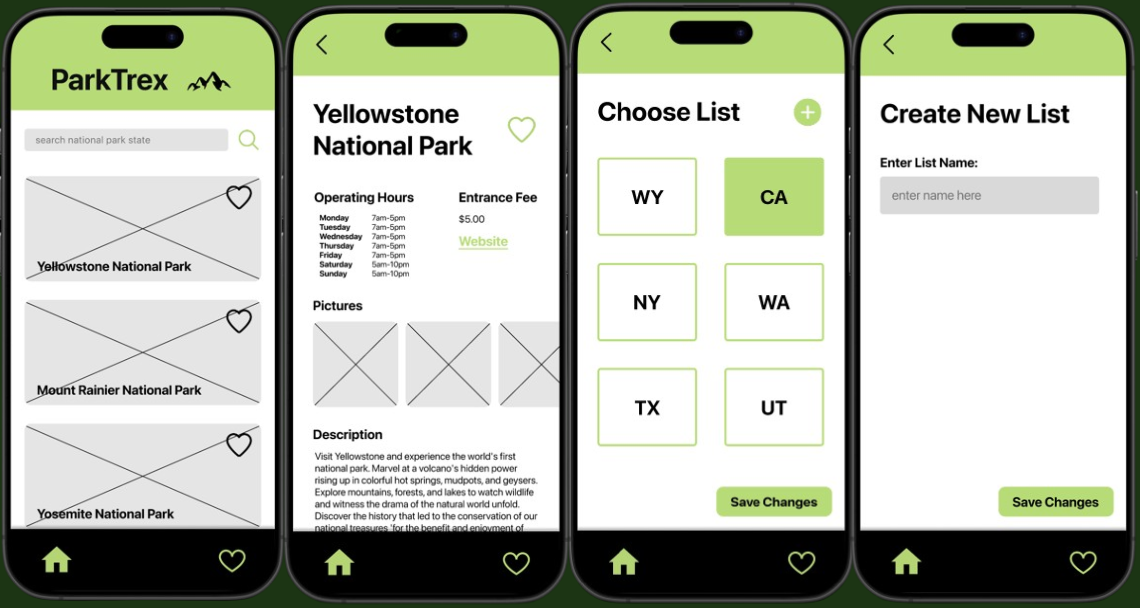 ParkTrex
search national park state
Yellowstone National Park
Mount Rainier National Park
Yosemite National Park
Yellowstone
National Park
Operating Hours
Monday 7am-5pm
Tuesday 7am-5pm
Wednesday 7am-5pm
Thursday 7am-5pm
Friday 7am-5pm
Saturday 5am-10pm
Sunday 5am-10pm
Entrance Fee
$5.00
Website
Pictures
Description
Visit Yellowstone and experience the world's first
national park. Marvel at a volcano's hidden power
rising up in colorful hot springs, mudpots, and geysers.
Explore mountains, forests, and lakes to watch wildlife
and witness the drama of the natural world unfold.
Discover the history that led to the conservation of our
national treasures 'for the benefit and enjoyment of
Choose List
WY
CA
NY
WA
TX
UT
Save Changes
Create New List
Enter List Name:
enter name here
Save Changes